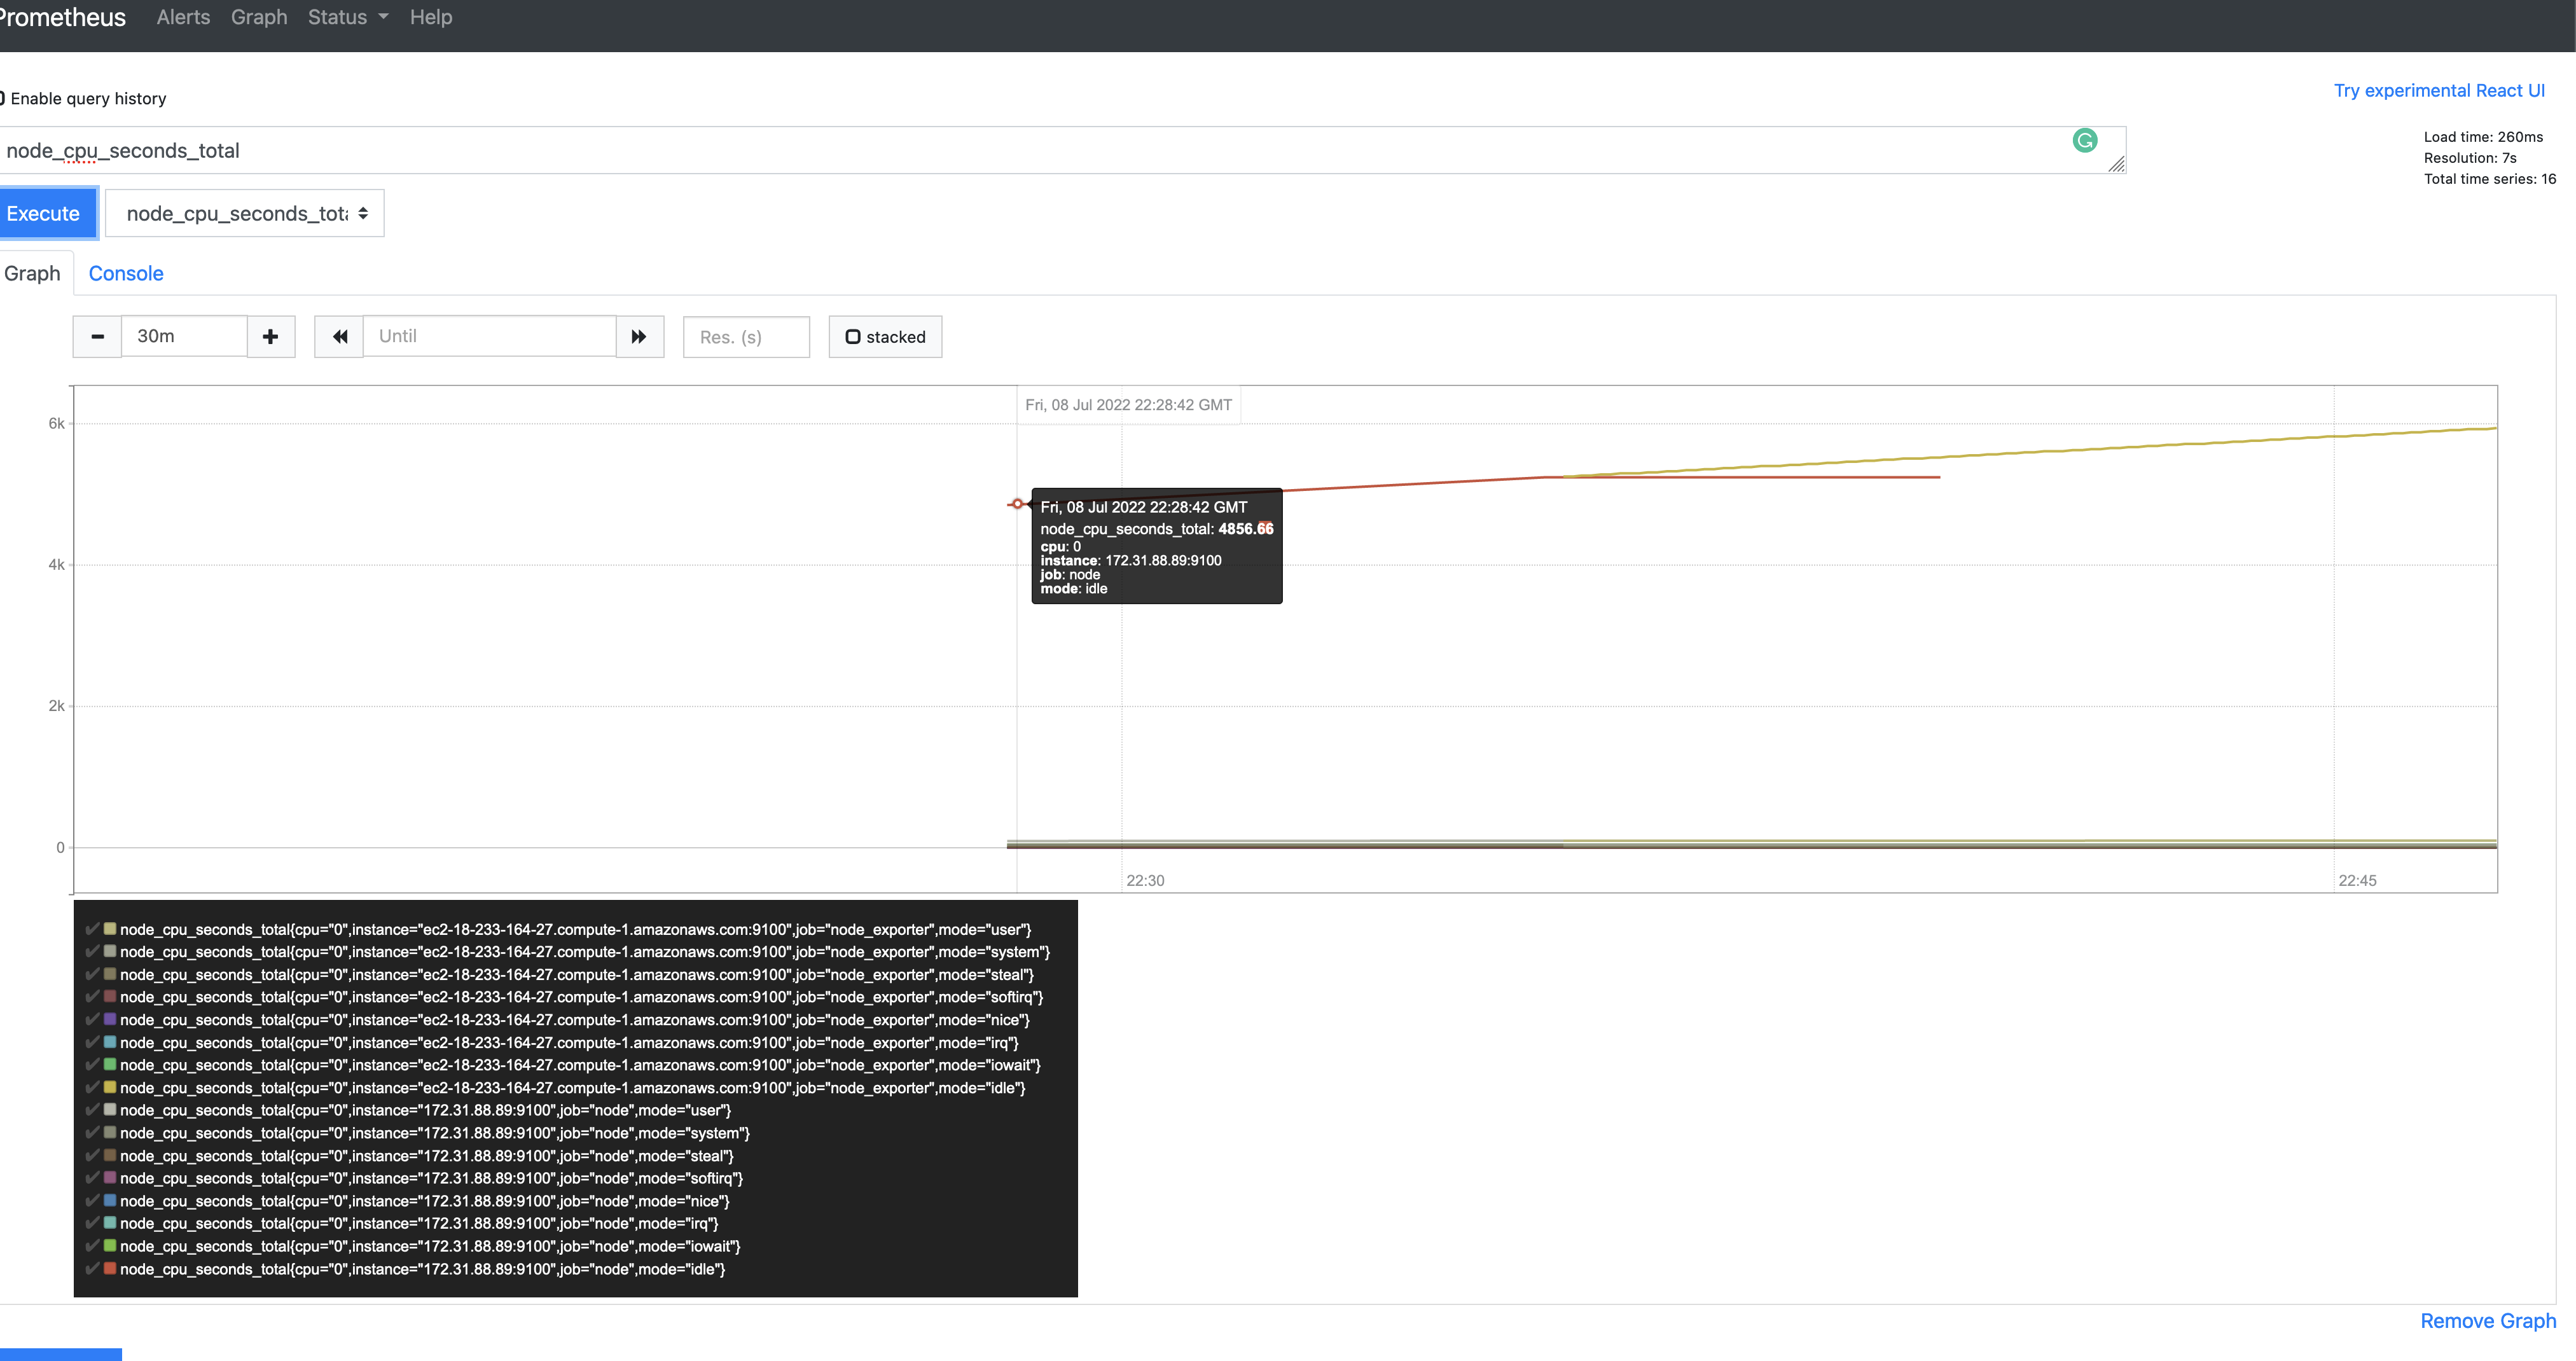 Prometheus Alerts Graph Status Help
Enable query history
Try experimental React UI
node_cpu_seconds_total
Load time: 260ms
Resolution: 7s
Total time series: 16
Execute node_cpu_seconds_tota
Graph Console
30m Until Res. (s) stacked
Fri, 08 Jul 2022 22:28:42 GMT
6k
Fri, 08 Jul 2022 22:28:42 GMT
node_cpu_seconds_total: 4856.66
cpu: 0
instance: 172.31.88.89:9100
job: node
mode: idle
4k
2k
0
22:30 22:45
node_cpu_seconds_total{cpu="0",instance="ec2-18-233-164-27.compute-1.amazonaws.com:9100",job="node_exporter",mode="user"}
node_cpu_seconds_total{cpu="0",instance="ec2-18-233-164-27.compute-1.amazonaws.com:9100",job="node_exporter",mode="system"}
node_cpu_seconds_total{cpu="0",instance="ec2-18-233-164-27.compute-1.amazonaws.com:9100",job="node_exporter",mode="steal"}
node_cpu_seconds_total{cpu="0",instance="ec2-18-233-164-27.compute-1.amazonaws.com:9100",job="node_exporter",mode="softirq"}
node_cpu_seconds_total{cpu="0",instance="ec2-18-233-164-27.compute-1.amazonaws.com:9100",job="node_exporter",mode="nice"}
node_cpu_seconds_total{cpu="0",instance="ec2-18-233-164-27.compute-1.amazonaws.com:9100",job="node_exporter",mode="irq"}
node_cpu_seconds_total{cpu="0",instance="ec2-18-233-164-27.compute-1.amazonaws.com:9100",job="node_exporter",mode="iowait"}
node_cpu_seconds_total{cpu="0",instance="ec2-18-233-164-27.compute-1.amazonaws.com:9100",job="node_exporter",mode="idle"}
node_cpu_seconds_total{cpu="0",instance="172.31.88.89:9100",job="node",mode="user"}
node_cpu_seconds_total{cpu="0",instance="172.31.88.89:9100",job="node",mode="system"}
node_cpu_seconds_total{cpu="0",instance="172.31.88.89:9100",job="node",mode="steal"}
node_cpu_seconds_total{cpu="0",instance="172.31.88.89:9100",job="node",mode="softirq"}
node_cpu_seconds_total{cpu="0",instance="172.31.88.89:9100",job="node",mode="nice"}
node_cpu_seconds_total{cpu="0",instance="172.31.88.89:9100",job="node",mode="irq"}
node_cpu_seconds_total{cpu="0",instance="172.31.88.89:9100",job="node",mode="iowait"}
node_cpu_seconds_total{cpu="0",instance="172.31.88.89:9100",job="node",mode="idle"}
Remove Graph